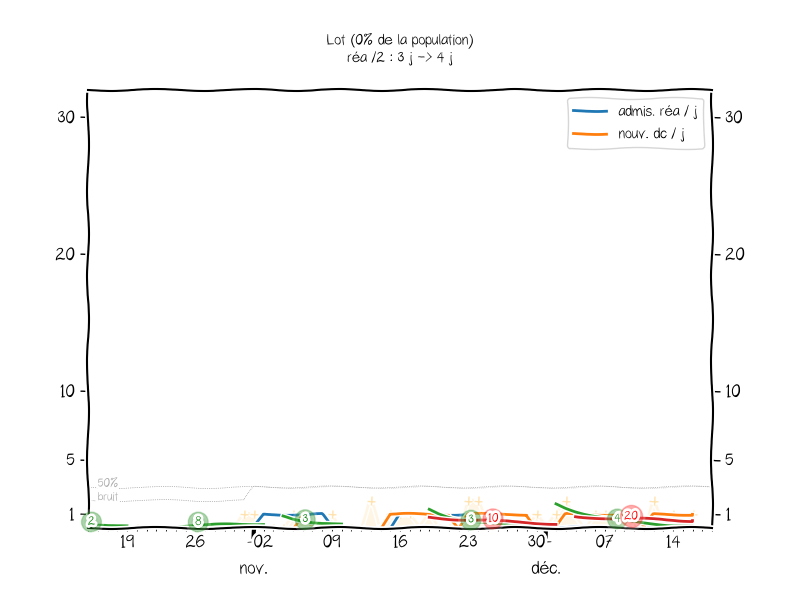 Lot (0% de la population)
réa /2 : 3 j -> 4 j
admis. réa / j
nouv. dc / j
30 30
20 20
10 10
5 5
50%
bruit
1 1
2 8 3 3 10 4 20
19 26 02 09 16 23 30 07 14
nov. déc.